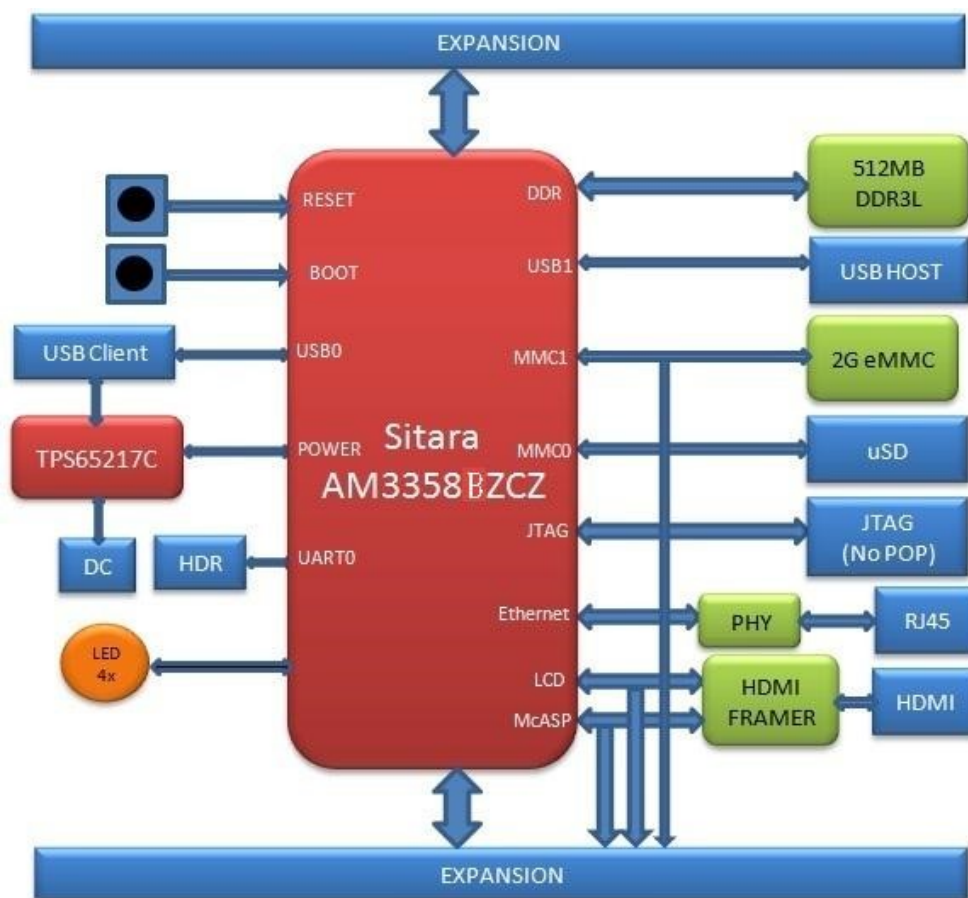 EXPANSION
RESET
BOOT
USB Client
USB0
TPS65217C
POWER
DC
HDR
UART0
LED
4x
Sitara
AM3358BZCZ
DDR
USB1
MMC1
MMC0
JTAG
Ethernet
LCD
McASP
512MB
DDR3L
USB HOST
2G eMMC
uSD
JTAG
(No POP)
PHY
RJ45
HDMI
FRAMER
HDMI
EXPANSION